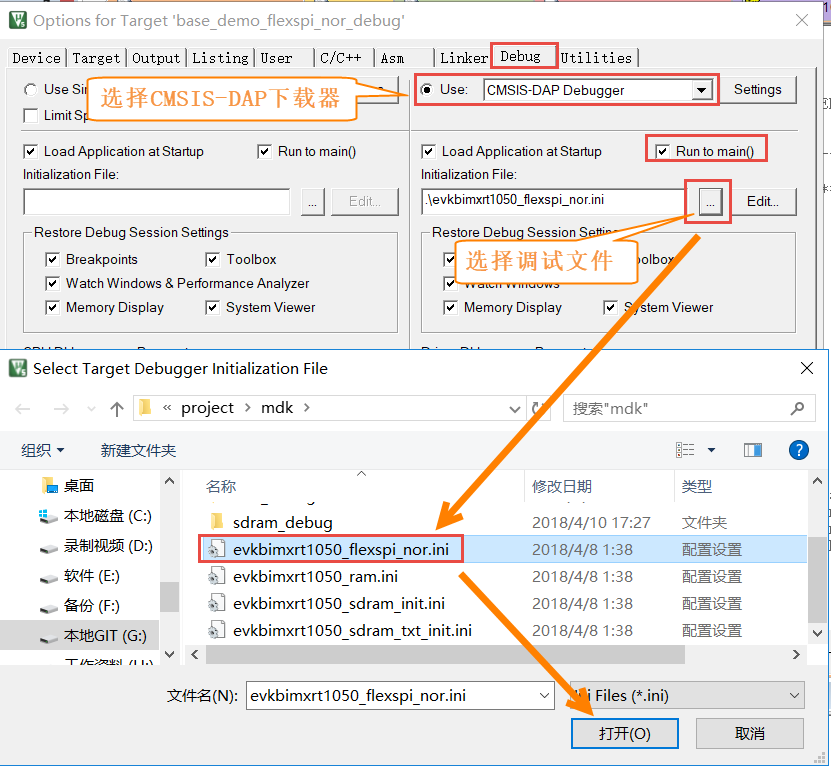 Options for Target 'base_demo_flexspi_nor_debug'
Device Target Output Listing User C/C++ Asm Linker Debug Utilities
Use Si
选择CMSIS-DAP下载器
Use: CMSIS-DAP Debugger Settings
Limit Sp
Load Application at Startup Run to main()
Load Application at Startup Run to main()
Initialization File:
Initialization File:
... Edit...
.\evkbimxrt1050_flexspi_nor.ini ... Edit...
Restore Debug Session Settings
Restore Debug Session Setting
Breakpoints Toolbox
选择调试文件
oolbox
Watch Windows & Performance Analyzer
Watch Windows
Memory Display System Viewer
Memory Display System Viewer
Select Target Debugger Initialization File
« project > mdk >
搜索"mdk"
组织 新建文件夹
桌面
本地磁盘 (C:)
录制视频 (D:)
软件 (E:)
备份 (F:)
本地GIT (G:)
工作资料 (H:)
名称 修改日期 类型
sdram_debug 2018/4/10 17:27 文件夹
evkbimxrt1050_flexspi_nor.ini 2018/4/8 1:38 配置设置
evkbimxrt1050_ram.ini 2018/4/8 1:38 配置设置
evkbimxrt1050_sdram_init.ini 2018/4/8 1:38 配置设置
evkbimxrt1050_sdram_txt_init.ini 2018/4/8 1:38 配置设置
文件名(N): evkbimxrt1050_flexspi_nor.ini
Files (*.ini)
打开(O) 取消